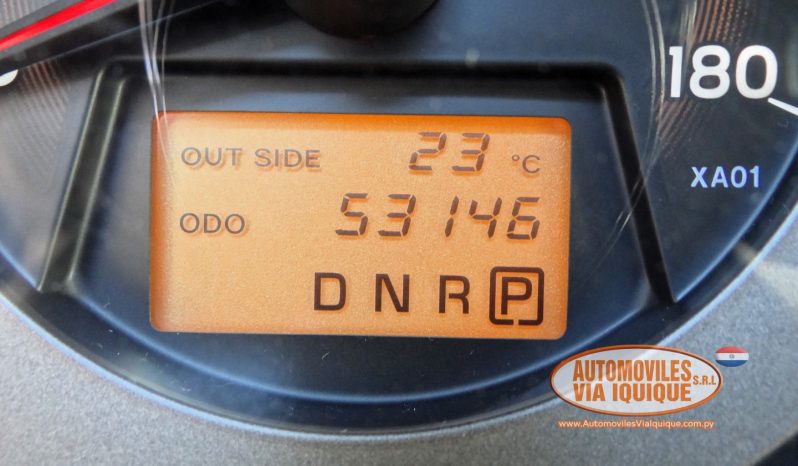 180
OUT SIDE 23 °C
XA01
ODO 53146
D N R P
AUTOMOVILES S.R.L
VIA IQUIQUE
www.AutomovilesViaIquique.com.py